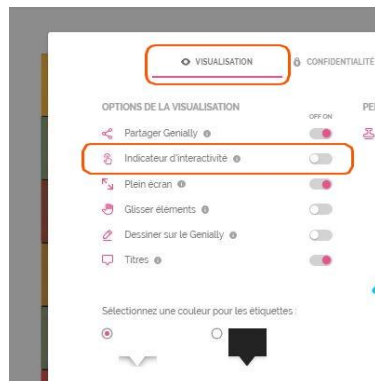 VISUALISATION
CONFIDENTIALITÉ
OPTIONS DE LA VISUALISATION
OFF ON
Partager Genially
Indicateur d'interactivité
Plein écran
Glisser éléments
Dessiner sur le Genially
Titres
Sélectionnez une couleur pour les étiquettes :